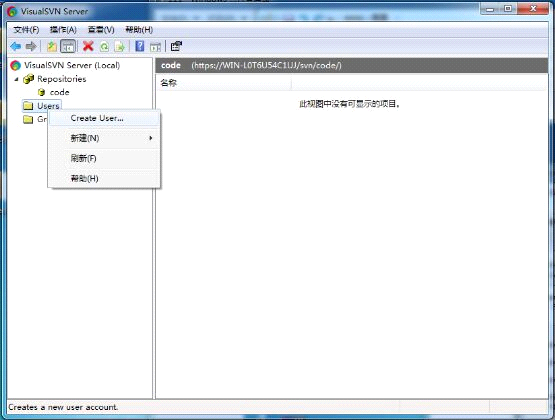 VisualSVN Server
文件(F) 操作(A) 查看(V) 帮助(H)
VisualSVN Server (Local)
Repositories
code
Users
Gr
code (https://WIN-L0T6U54C1UJ/svn/code/)
名称
此视图中没有可显示的项目。
Create User...
新建(N)
刷新(F)
帮助(H)
Creates a new user account.